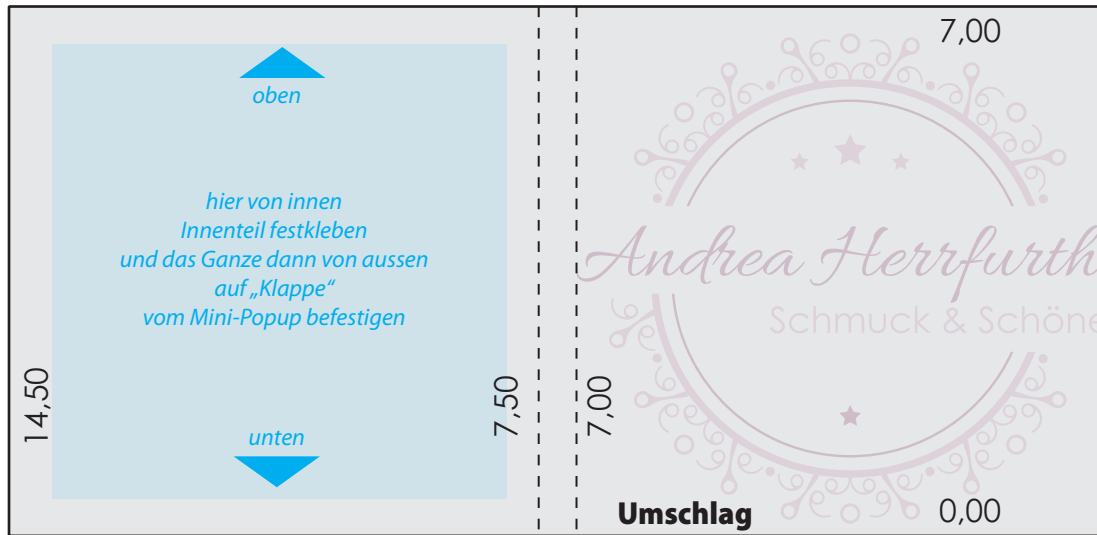 oben
hier von innen
Innenteil festkleben
und das Ganze dann von aussen
auf „Klappe“
vom Mini-Popup befestigen
unten
14,50
7,50
7,00
7,00
Andrea Herrfurth
Schmuck & Schöne
Umschlag
0,00